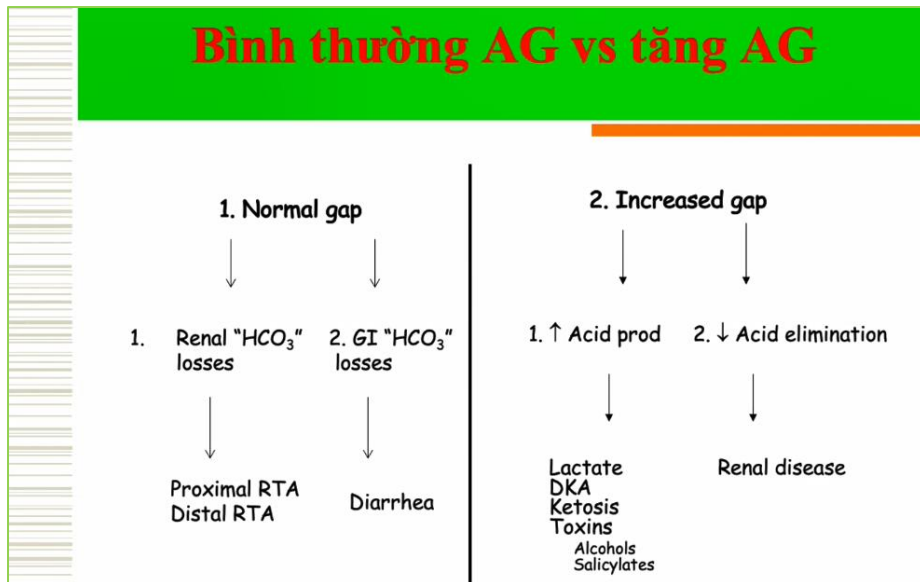 Bình thường AG vs tăng AG
1. Normal gap
1. Renal “HCO₃”
losses
2. GI “HCO₃”
losses
Proximal RTA
Distal RTA
Diarrhea
2. Increased gap
1. ↑ Acid prod
2. ↓ Acid elimination
Lactate
DKA
Ketosis
Toxins
Alcohols
Salicylates
Renal disease